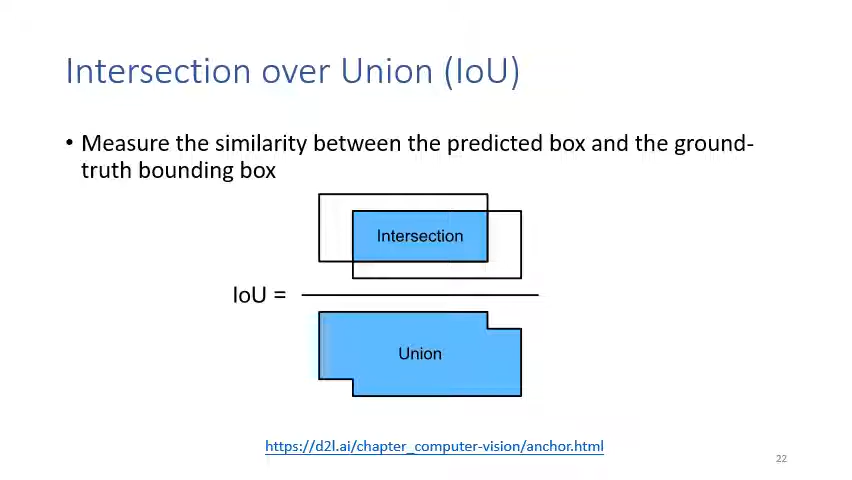 Intersection over Union (IoU)
• Measure the similarity between the predicted box and the ground-
truth bounding box
Intersection
IoU =
Union
https://d2l.ai/chapter_computer-vision/anchor.html
22